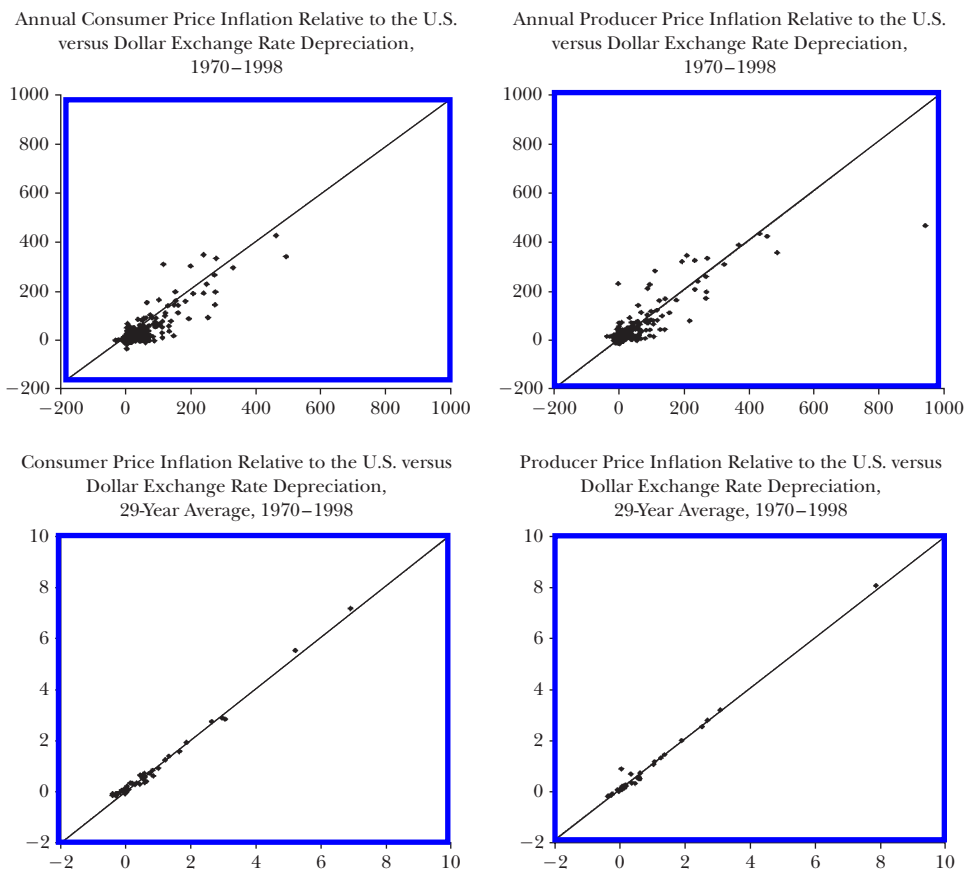 Annual Consumer Price Inflation Relative to the U.S.
versus Dollar Exchange Rate Depreciation,
1970–1998
1000
800
600
400
200
0
−200
−200 0 200 400 600 800 1000
Annual Producer Price Inflation Relative to the U.S.
versus Dollar Exchange Rate Depreciation,
1970–1998
1000
800
600
400
200
0
−200
−200 0 200 400 600 800 1000
Consumer Price Inflation Relative to the U.S. versus
Dollar Exchange Rate Depreciation,
29-Year Average, 1970–1998
10
8
6
4
2
0
−2
−2 0 2 4 6 8 10
Producer Price Inflation Relative to the U.S. versus
Dollar Exchange Rate Depreciation,
29-Year Average, 1970–1998
10
8
6
4
2
0
−2
−2 0 2 4 6 8 10